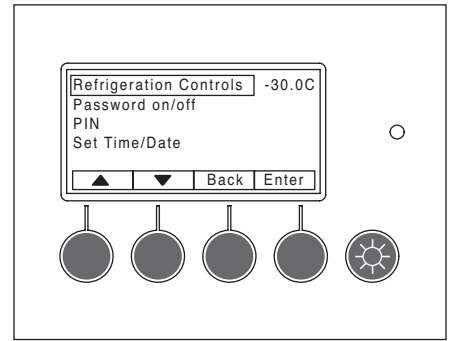 Refrigeration Controls -30.0C
Password on/off
PIN
Set Time/Date
▲ ▼ Back Enter